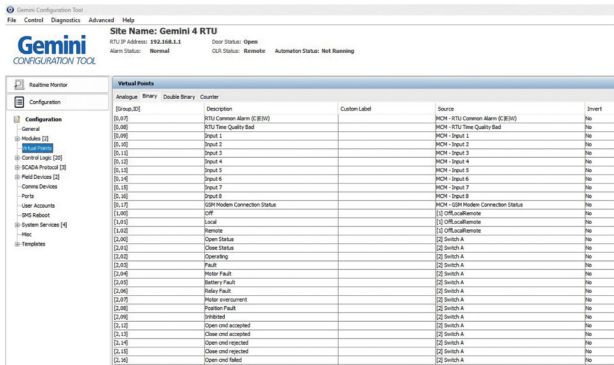 Gemini Configuration Tool
File Control Diagnostics Advanced Help
Gemini
CONFIGURATION TOOL
Site Name: Gemini 4 RTU
RTU IP Address: 192.168.1.1 Door Status: Open
Alarm Status: Normal OLR Status: Remote Automation Status: Not Running
Realtime Monitor
Configuration
Configuration
General
Modules [2]
Virtual Points
Control Logic [20]
SCADA Protocol [3]
Field Devices [2]
Comms Devices
Ports
User Accounts
SMS Reboot
System Services [4]
Misc
Templates
Virtual Points
Analogue Binary Double Binary Counter
[Group,ID] Description Custom Label Source Invert
[0,07] RTU Common Alarm (C|E|W) MCM - RTU Common Alarm (C|E|W) No
[0,08] RTU Time Quality Bad MCM - RTU Time Quality Bad No
[0,09] Input 1 MCM - Input 1 No
[0,10] Input 2 MCM - Input 2 No
[0,11] Input 3 MCM - Input 3 No
[0,12] Input 4 MCM - Input 4 No
[0,13] Input 5 MCM - Input 5 No
[0,14] Input 6 MCM - Input 6 No
[0,15] Input 7 MCM - Input 7 No
[0,16] Input 8 MCM - Input 8 No
[0,17] GSM Modem Connection Status MCM - GSM Modem Connection Status No
[1,00] Off [1] OffLocalRemote No
[1,01] Local [1] OffLocalRemote No
[1,02] Remote [1] OffLocalRemote No
[2,00] Open Status [2] Switch A No
[2,01] Close Status [2] Switch A No
[2,02] Operating [2] Switch A No
[2,03] Fault [2] Switch A No
[2,04] Motor Fault [2] Switch A No
[2,05] Battery Fault [2] Switch A No
[2,06] Relay Fault [2] Switch A No
[2,07] Motor overcurrent [2] Switch A No
[2,08] Position Fault [2] Switch A No
[2,09] Inhibited [2] Switch A No
[2,12] Open cmd accepted [2] Switch A No
[2,13] Close cmd accepted [2] Switch A No
[2,14] Open cmd rejected [2] Switch A No
[2,15] Close cmd rejected [2] Switch A No
[2,16] Open cmd failed [2] Switch A No